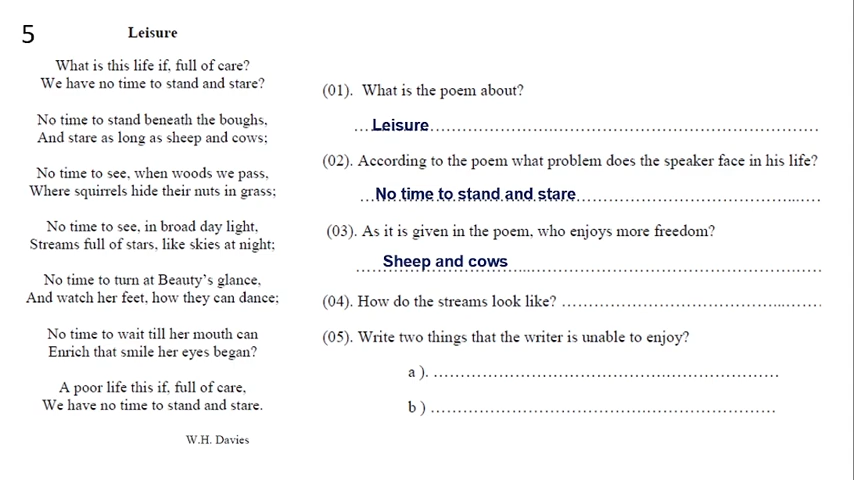 5
Leisure
What is this life if, full of care?
We have no time to stand and stare?
No time to stand beneath the boughs,
And stare as long as sheep and cows;
No time to see, when woods we pass,
Where squirrels hide their nuts in grass;
No time to see, in broad day light,
Streams full of stars, like skies at night;
No time to turn at Beauty's glance,
And watch her feet, how they can dance;
No time to wait till her mouth can
Enrich that smile her eyes began?
A poor life this if, full of care,
We have no time to stand and stare.
W.H. Davies
(01). What is the poem about?
Leisure
(02). According to the poem what problem does the speaker face in his life?
No time to stand and stare
(03). As it is given in the poem, who enjoys more freedom?
Sheep and cows
(04). How do the streams look like?
(05). Write two things that the writer is unable to enjoy?
a ).
b )